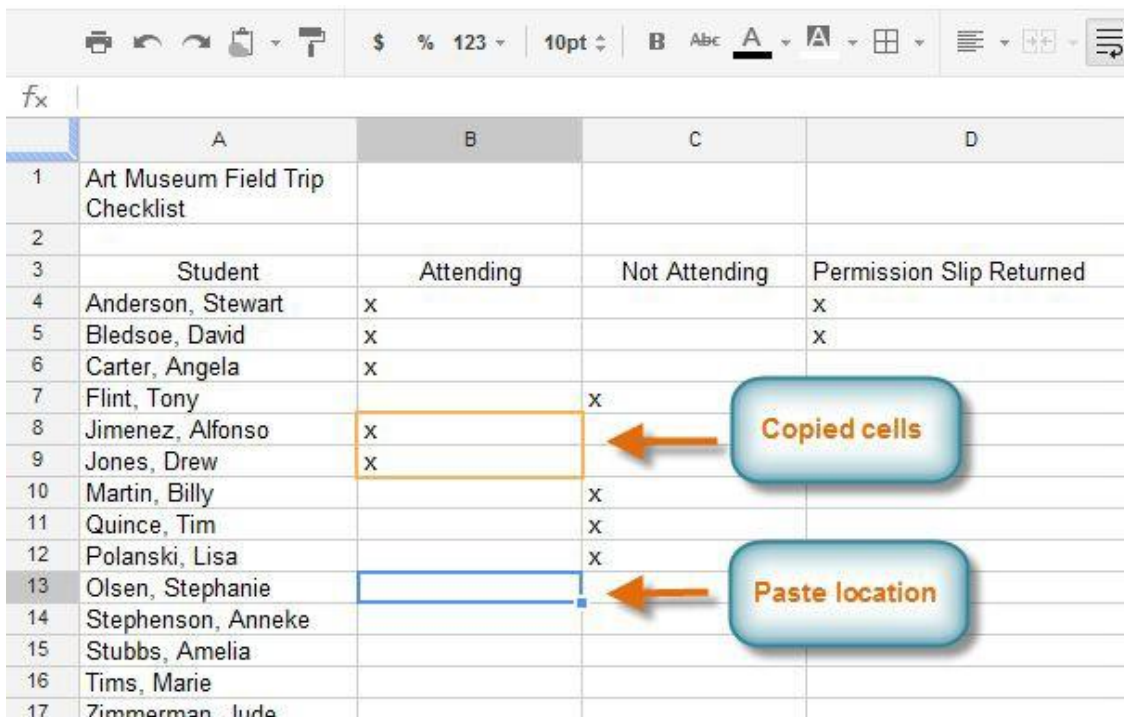 $ % 123 10pt B Abc A A
fx
A B C D
1 Art Museum Field Trip
Checklist
2
3 Student Attending Not Attending Permission Slip Returned
4 Anderson, Stewart x x
5 Bledsoe, David x x
6 Carter, Angela x
7 Flint, Tony x
8 Jimenez, Alfonso x
Copied cells
9 Jones, Drew x
10 Martin, Billy x
11 Quince, Tim x
12 Polanski, Lisa x
13 Olsen, Stephanie
Paste location
14 Stephenson, Anneke
15 Stubbs, Amelia
16 Tims, Marie
17 Zimmerman, Jude